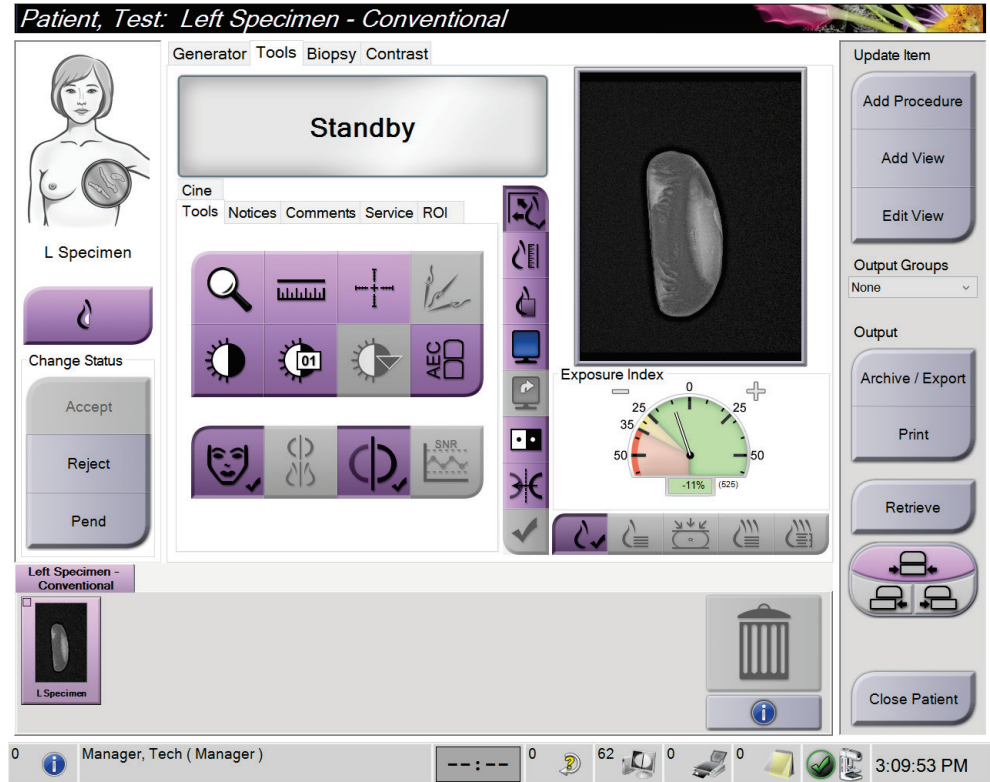 Patient, Test: Left Specimen - Conventional
Generator Tools Biopsy Contrast
Standby
Cine
Tools Notices Comments Service ROI
L Specimen
01
AEC
SNR
Change Status
Accept
Reject
Pend
Exposure Index
0
25 25
35
50 50
-11% (525)
Update Item
Add Procedure
Add View
Edit View
Output Groups
None
Output
Archive / Export
Print
Retrieve
Close Patient
Left Specimen -
Conventional
L Specimen
0 Manager, Tech ( Manager ) --:-- 0 62 0 0 3:09:53 PM